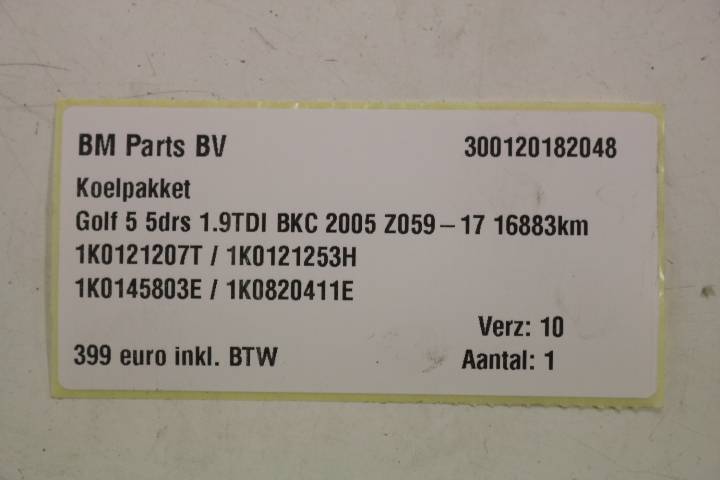 BM Parts BV 300120182048
Koelpakket
Golf 5 5drs 1.9TDI BKC 2005 Z059-17 16883km
1K0121207T / 1K0121253H
1K0145803E / 1K0820411E
Verz: 10
399 euro inkl. BTW Aantal: 1